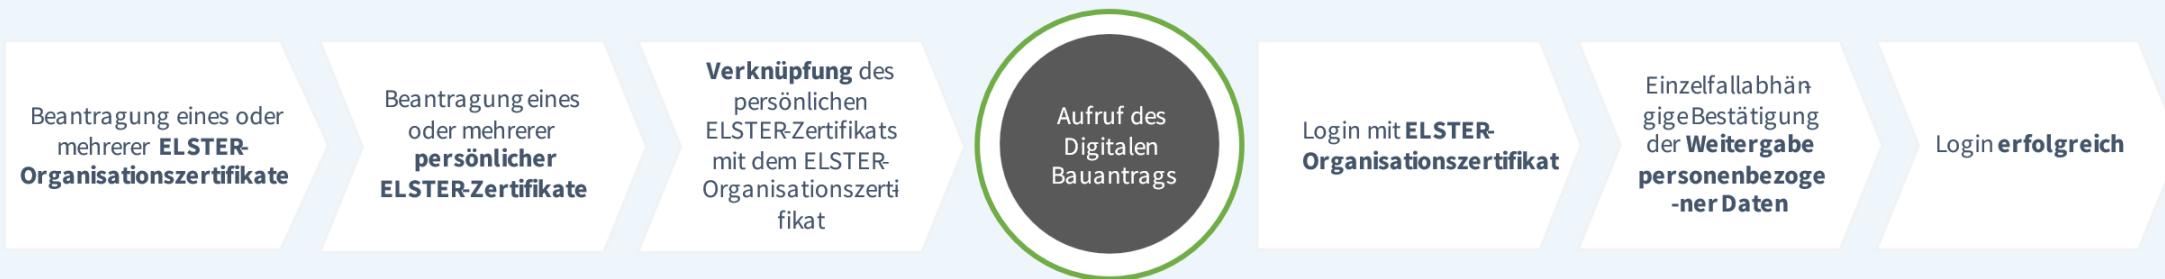 Beantragung eines oder
mehrerer ELSTER-
Organisationszertifikate
Beantragung eines
oder mehrerer
persönlicher
ELSTER-Zertifikate
Verknüpfung des
persönlichen
ELSTER-Zertifikats
mit dem ELSTER-
Organisationszerti-
fikat
Aufruf des
Digitalen
Bauantrags
Login mit ELSTER-
Organisationszertifikat
Einzelfallabhän-
gige Bestätigung
der Weitergabe
personenbezoge
-ner Daten
Login erfolgreich